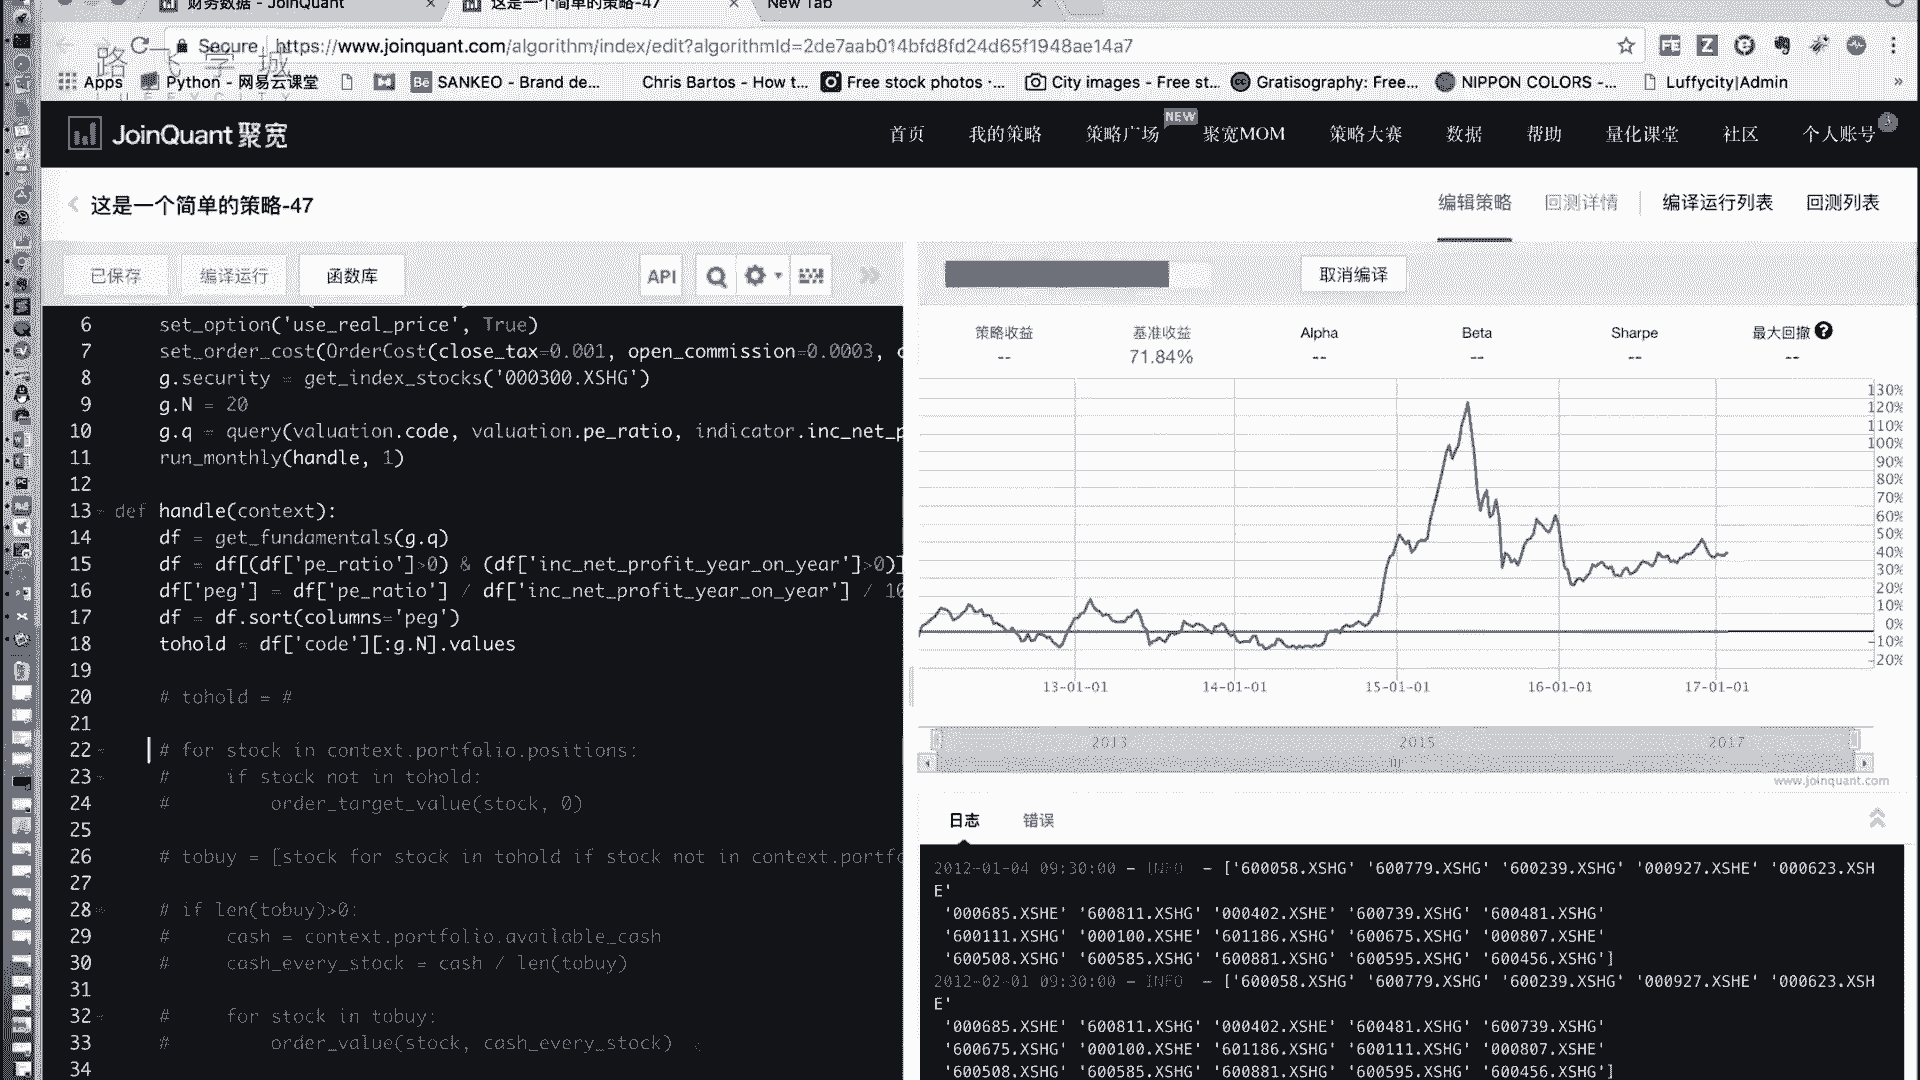 财务数据 - JoinQuant
这是一个简单的策略-47
New Tab
Secure https://www.joinquant.com/algorithm/index/edit?algorithmId=2de7aab014bfd8fd24d65f1948ae14a7
路飞学城
LUFFYCITY
Apps Python - 网易云课堂 Bē SANKEO - Brand de... Chris Bartos - How t... Free stock photos ·... City images - Free st... Gratisography: Free... NIPPON COLORS -... Luffycity|Admin »
JoinQuant 聚宽 首页 我的策略 策略广场 NEW 聚宽MOM 策略大赛 数据 帮助 量化课堂 社区 个人账号 3
这是一个简单的策略-47 编辑策略 回测详情 编译运行列表 回测列表
已保存 编译运行 函数库 API 取消编译
6 set_option('use_real_price', True)
7 set_order_cost(OrderCost(close_tax=0.001, open_commission=0.0003, c
8 g.security = get_index_stocks('000300.XSHG')
9 g.N = 20
10 g.q = query(valuation.code, valuation.pe_ratio, indicator.inc_net_p
11 run_monthly(handle, 1)
12
13 def handle(context):
14 df = get_fundamentals(g.q)
15 df = df[(df['pe_ratio']>0) & (df['inc_net_profit_year_on_year']>0)]
16 df['peg'] = df['pe_ratio'] / df['inc_net_profit_year_on_year'] / 10
17 df = df.sort(columns='peg')
18 tohold = df['code'][:g.N].values
19
20 # tohold = #
21
22 # for stock in context.portfolio.positions:
23 # if stock not in tohold:
24 # order_target_value(stock, 0)
25
26 # tobuy = [stock for stock in tohold if stock not in context.portfo
27
28 # if len(tobuy)>0:
29 # cash = context.portfolio.available_cash
30 # cash_every_stock = cash / len(tobuy)
31
32 # for stock in tobuy:
33 # order_value(stock, cash_every_stock)
34
策略收益 基准收益 Alpha Beta Sharpe 最大回撤
-- 71.84% -- -- -- --
130%
120%
110%
100%
90%
80%
70%
60%
50%
40%
30%
20%
10%
0%
-10%
-20%
13-01-01 14-01-01 15-01-01 16-01-01 17-01-01
2013 2015 2017
www.joinquant.com
日志 错误
2012-01-04 09:30:00 - INFO - ['600058.XSHG' '600779.XSHG' '600239.XSHG' '000927.XSHE' '000623.XSH
E'
'000685.XSHE' '600811.XSHG' '000402.XSHE' '600739.XSHG' '600481.XSHG'
'600111.XSHG' '000100.XSHE' '601186.XSHG' '600675.XSHG' '000807.XSHE'
'600508.XSHG' '600585.XSHG' '600881.XSHG' '600595.XSHG' '600456.XSHG']
2012-02-01 09:30:00 - INFO - ['600058.XSHG' '600779.XSHG' '600239.XSHG' '000927.XSHE' '000623.XSH
E'
'000685.XSHE' '600811.XSHG' '000402.XSHE' '600481.XSHG' '600739.XSHG'
'600675.XSHG' '000100.XSHE' '601186.XSHG' '600111.XSHG' '000807.XSHE'
'600508.XSHG' '600585.XSHG' '600881.XSHG' '600595.XSHG' '600456.XSHG']